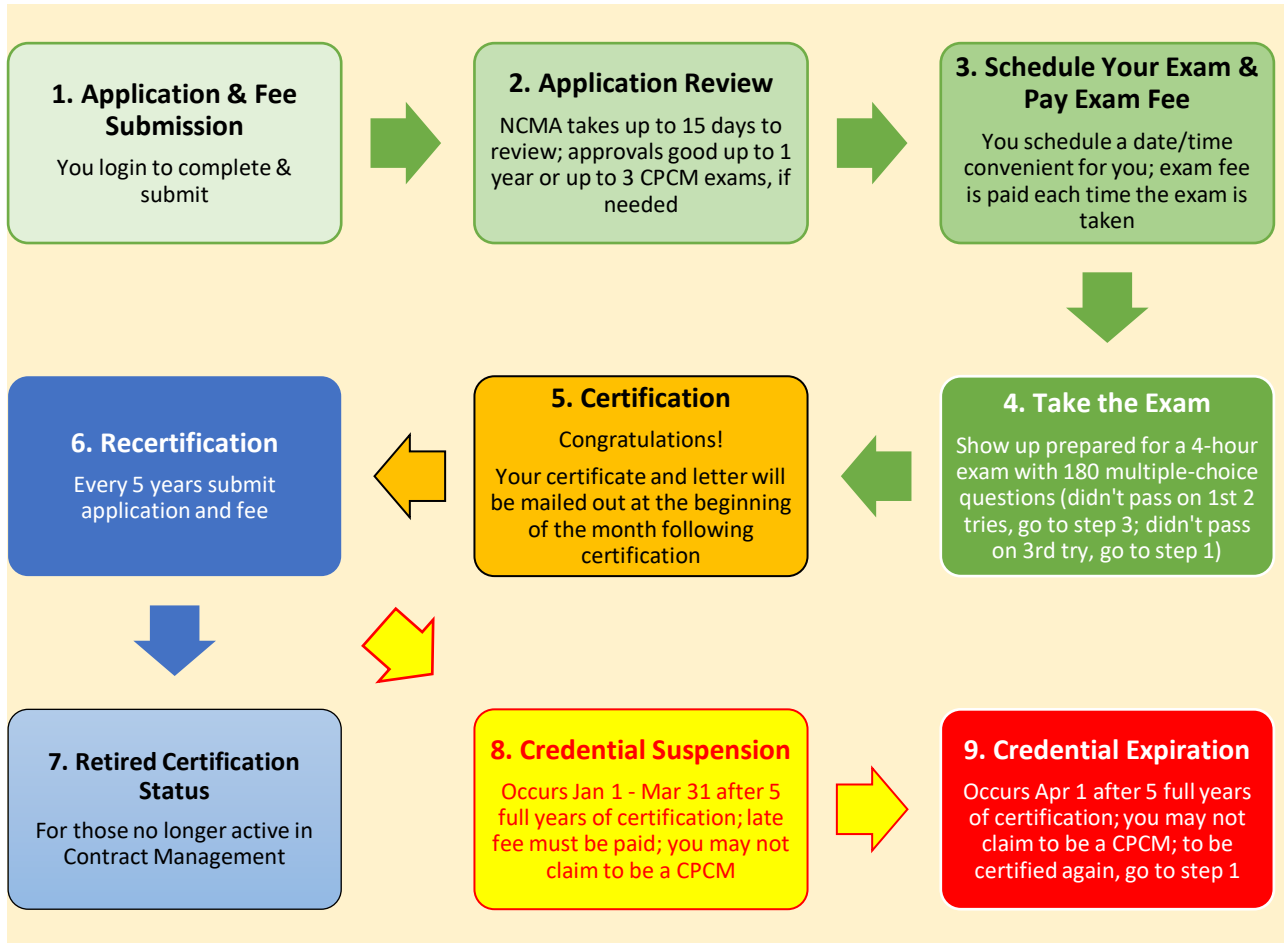 1. Application & Fee
Submission
You login to complete &
submit
2. Application Review
NCMA takes up to 15 days to
review; approvals good up to 1
year or up to 3 CPCM exams, if
needed
3. Schedule Your Exam &
Pay Exam Fee
You schedule a date/time
convenient for you; exam fee
is paid each time the exam is
taken
4. Take the Exam
Show up prepared for a 4-hour
exam with 180 multiple-choice
questions (didn't pass on 1st 2
tries, go to step 3; didn't pass
on 3rd try, go to step 1)
5. Certification
Congratulations!
Your certificate and letter will
be mailed out at the beginning
of the month following
certification
6. Recertification
Every 5 years submit
application and fee
7. Retired Certification
Status
For those no longer active in
Contract Management
8. Credential Suspension
Occurs Jan 1 - Mar 31 after 5
full years of certification; late
fee must be paid; you may not
claim to be a CPCM
9. Credential Expiration
Occurs Apr 1 after 5 full years
of certification; you may not
claim to be a CPCM; to be
certified again, go to step 1